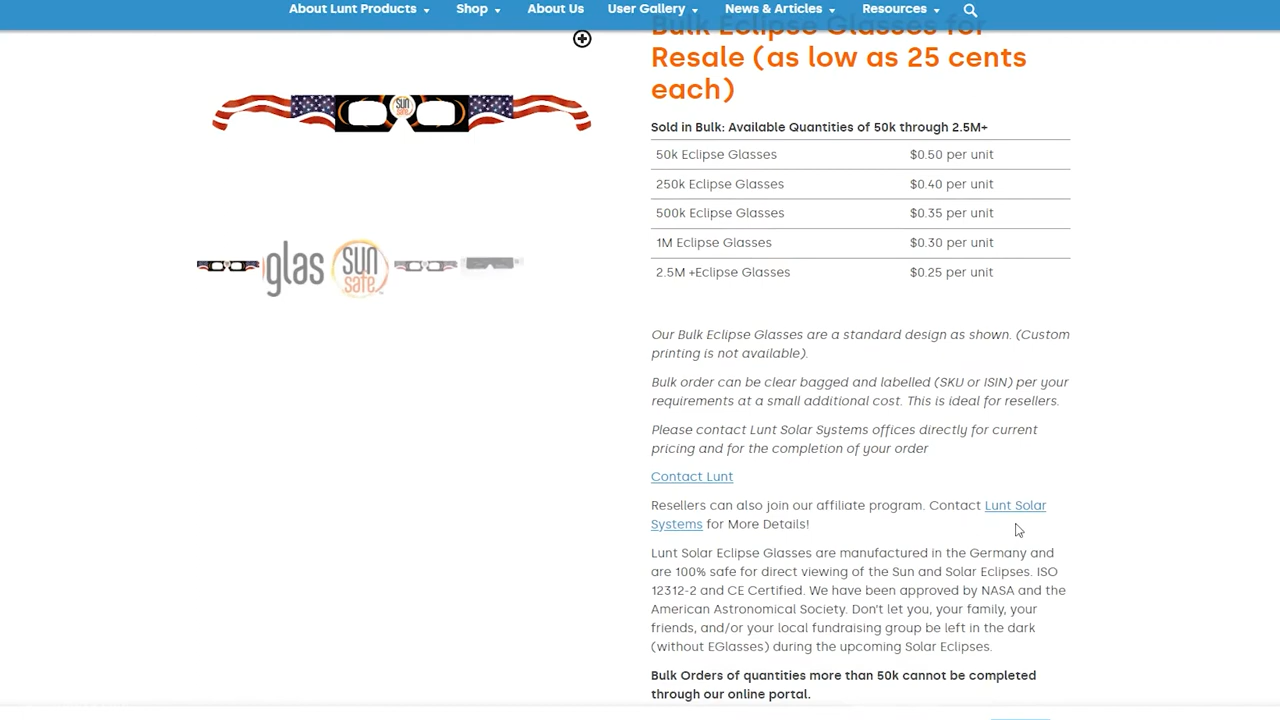 About Lunt Products
Shop
About Us
User Gallery
News & Articles
Resources
Bulk Eclipse Glasses for
Resale (as low as 25 cents
each)
SUN
Sold in Bulk: Available Quantities of 50k through 2.5M+
50k Eclipse Glasses $0.50 per unit
250k Eclipse Glasses $0.40 per unit
500k Eclipse Glasses $0.35 per unit
1M Eclipse Glasses $0.30 per unit
2.5M +Eclipse Glasses $0.25 per unit
glas
SUN
safe™
Our Bulk Eclipse Glasses are a standard design as shown. (Custom
printing is not available).
Bulk order can be clear bagged and labelled (SKU or ISIN) per your
requirements at a small additional cost. This is ideal for resellers.
Please contact Lunt Solar Systems offices directly for current
pricing and for the completion of your order
Contact Lunt
Resellers can also join our affiliate program. Contact Lunt Solar
Systems for More Details!
Lunt Solar Eclipse Glasses are manufactured in the Germany and
are 100% safe for direct viewing of the Sun and Solar Eclipses. ISO
12312-2 and CE Certified. We have been approved by NASA and the
American Astronomical Society. Don't let you, your family, your
friends, and/or your local fundraising group be left in the dark
(without EGlasses) during the upcoming Solar Eclipses.
Bulk Orders of quantities more than 50k cannot be completed
through our online portal.